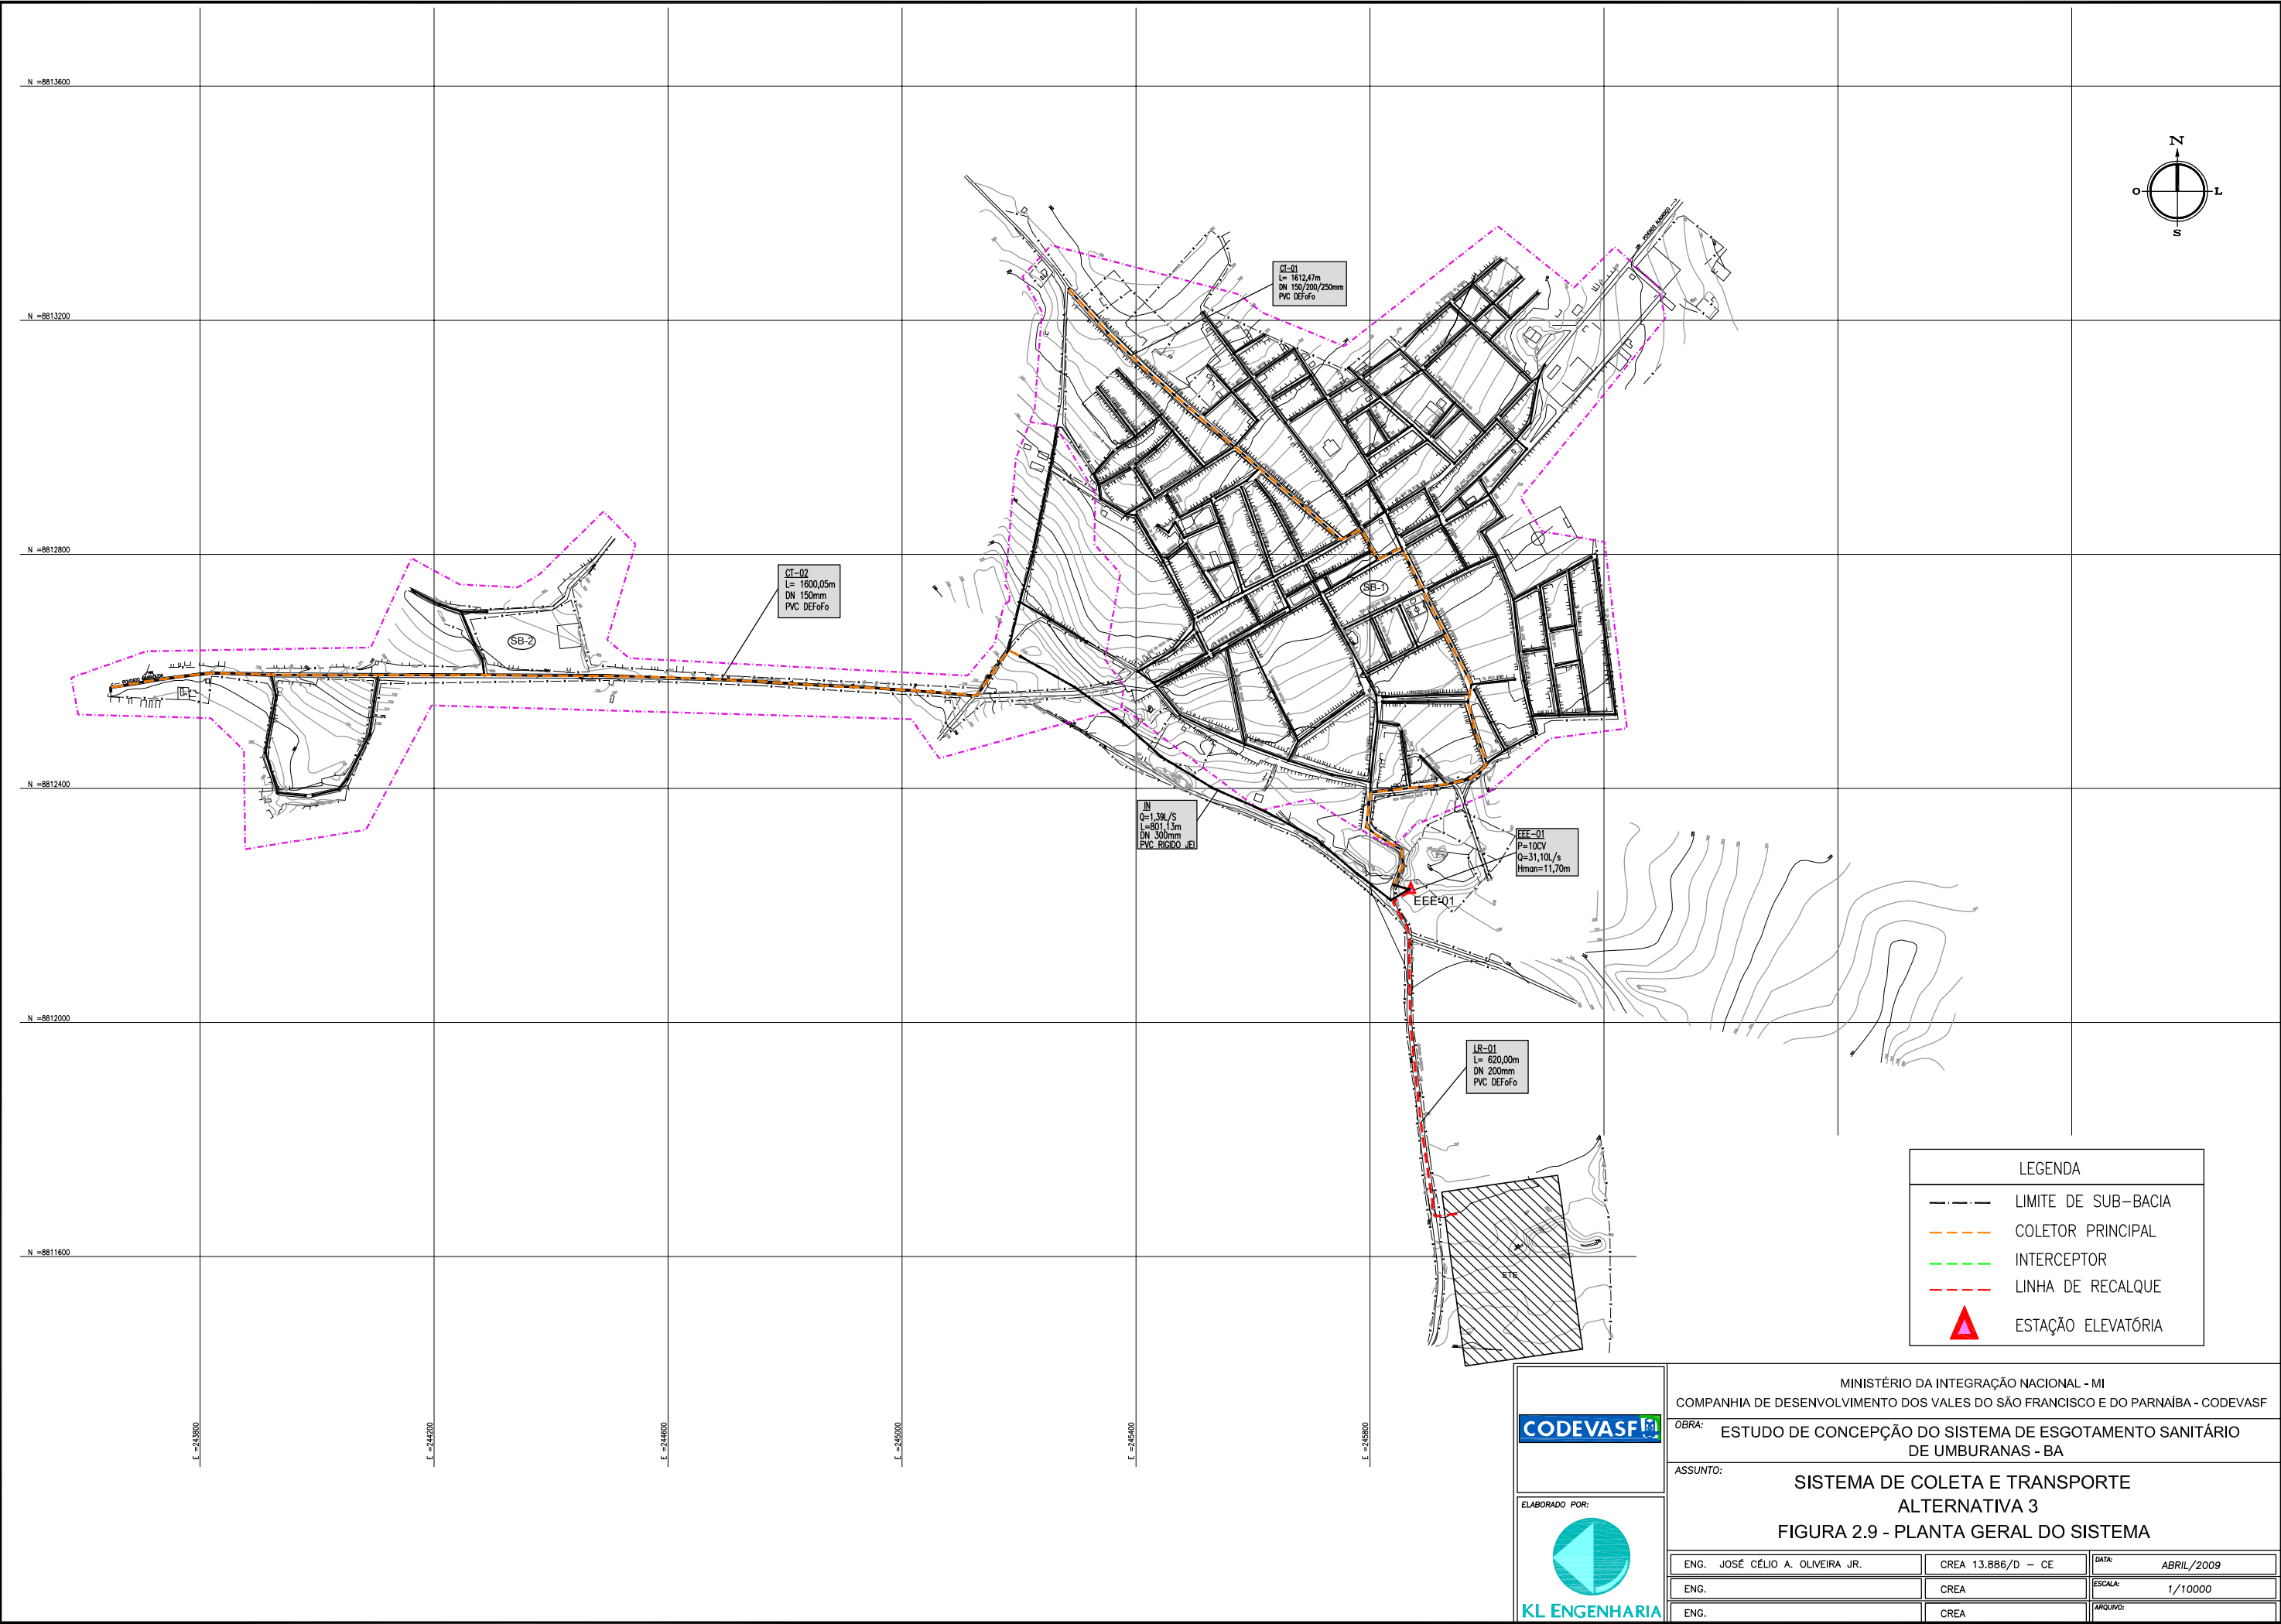 N =8813600
N
O
L
S
CT-01
L= 1612,47m
DN 150/200/250mm
PVC DEFoFo
N =8813200
N =8812800
CT-02
L= 1600,05m
DN 150mm
PVC DEFoFo
SB-1
SB-2
N =8812400
IN
Q=1,39L/S
L=801,13m
DN 300mm
PVC RIGIDO JEI
EEE-01
P=10CV
Q=31,10L/s
Hman=11,70m
EEE-01
N =8812000
LR-01
L= 620,00m
DN 200mm
PVC DEFoFo
N =8811600
ETE
LEGENDA
LIMITE DE SUB-BACIA
COLETOR PRINCIPAL
INTERCEPTOR
LINHA DE RECALQUE
ESTAÇÃO ELEVATÓRIA
E =243800
E =244200
E =244600
E =245000
E =245400
E =245800
CODEVASF
MINISTÉRIO DA INTEGRAÇÃO NACIONAL - MI
COMPANHIA DE DESENVOLVIMENTO DOS VALES DO SÃO FRANCISCO E DO PARNAÍBA - CODEVASF
OBRA: ESTUDO DE CONCEPÇÃO DO SISTEMA DE ESGOTAMENTO SANITÁRIO
DE UMBURANAS - BA
ASSUNTO:
SISTEMA DE COLETA E TRANSPORTE
ALTERNATIVA 3
FIGURA 2.9 - PLANTA GERAL DO SISTEMA
ELABORADO POR:
KL ENGENHARIA
ENG. JOSÉ CÉLIO A. OLIVEIRA JR. CREA 13.886/D - CE DATA: ABRIL/2009
ENG. CREA ESCALA: 1/10000
ENG. CREA ARQUIVO: